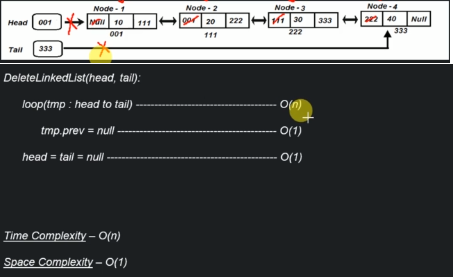 Node - 1 Node - 2 Node - 3 Node - 4
Head 001 Null 10 111 001 20 222 111 30 333 222 40 Null
001 111 222 333
Tail 333
DeleteLinkedList(head, tail):
loop(tmp : head to tail) ---------------------------------------- O(n)
tmp.prev = null --------------------------------------------- O(1)
head = tail = null------------------------------------------------ O(1)
Time Complexity – O(n)
Space Complexity – O(1)